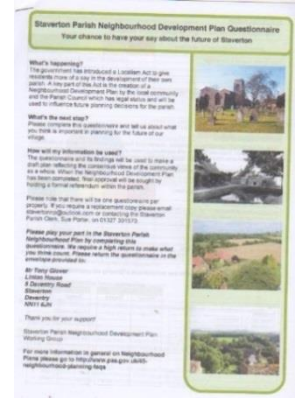 Staverton Parish Neighbourhood Development Plan Questionnaire
Your chance to have your say about the future of Staverton
What's happening?
The government has introduced a Localism Act to give
residents more of a say in the development of their own
parish. A key part of this Act is the creation of a
Neighbourhood Development Plan by the local community
and the Parish Council which has legal status and will be
used to influence future planning decisions for the parish.
What's the next step?
Please complete this questionnaire and tell us about what
you think is important in planning for the future of our
village.
How will my information be used?
The questionnaire and its findings will be used to make a
draft plan reflecting the consensus views of the community
as a whole. When the Neighbourhood Development Plan
has been completed, approval will be sought by
holding a formal referendum within the parish.
Please note that there will be one questionnaire per
property. If you require a replacement copy please email
or contacting the Staverton
Parish Clerk, Sue
Please play your part in the Staverton Parish
Neighbourhood Plan by completing this
questionnaire. We require a high return to make what
you think count. Please return the questionnaire in the
envelope provided to:
Mr Tony Glover
House
Daventry Road
Staverton
Daventry
NN11 6JH
Thank you for your support!
Staverton Parish Neighbourhood Development Plan
Working Group
For more information in general on Neighbourhood
Plans please go to